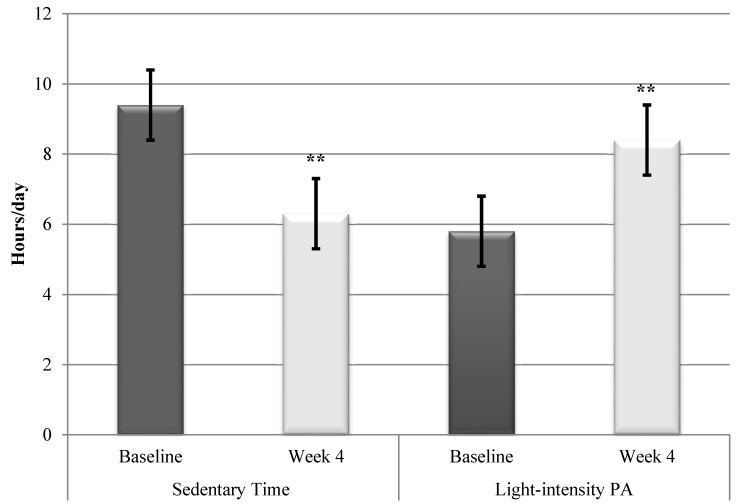 12
10
8
6
4
2
0
Hours/day
**
**
Baseline
Week 4
Baseline
Week 4
Sedentary Time
Light-intensity PA